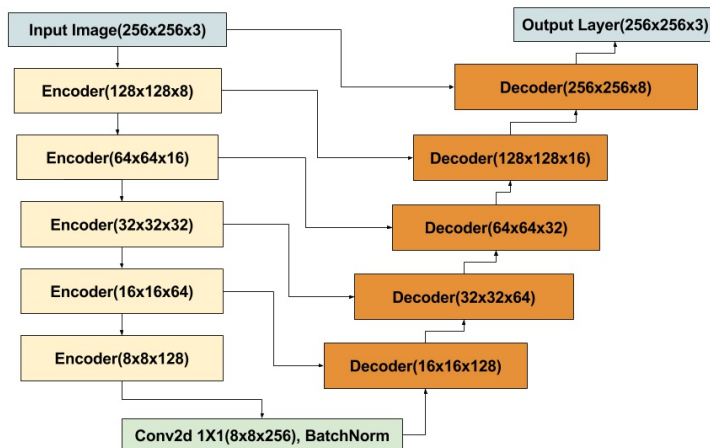 Input Image(256x256x3)
Output Layer(256x256x3)
Encoder(128x128x8)
Decoder(256x256x8)
Encoder(64x64x16)
Decoder(128x128x16)
Encoder(32x32x32)
Decoder(64x64x32)
Encoder(16x16x64)
Decoder(32x32x64)
Encoder(8x8x128)
Decoder(16x16x128)
Conv2d 1X1(8x8x256), BatchNorm